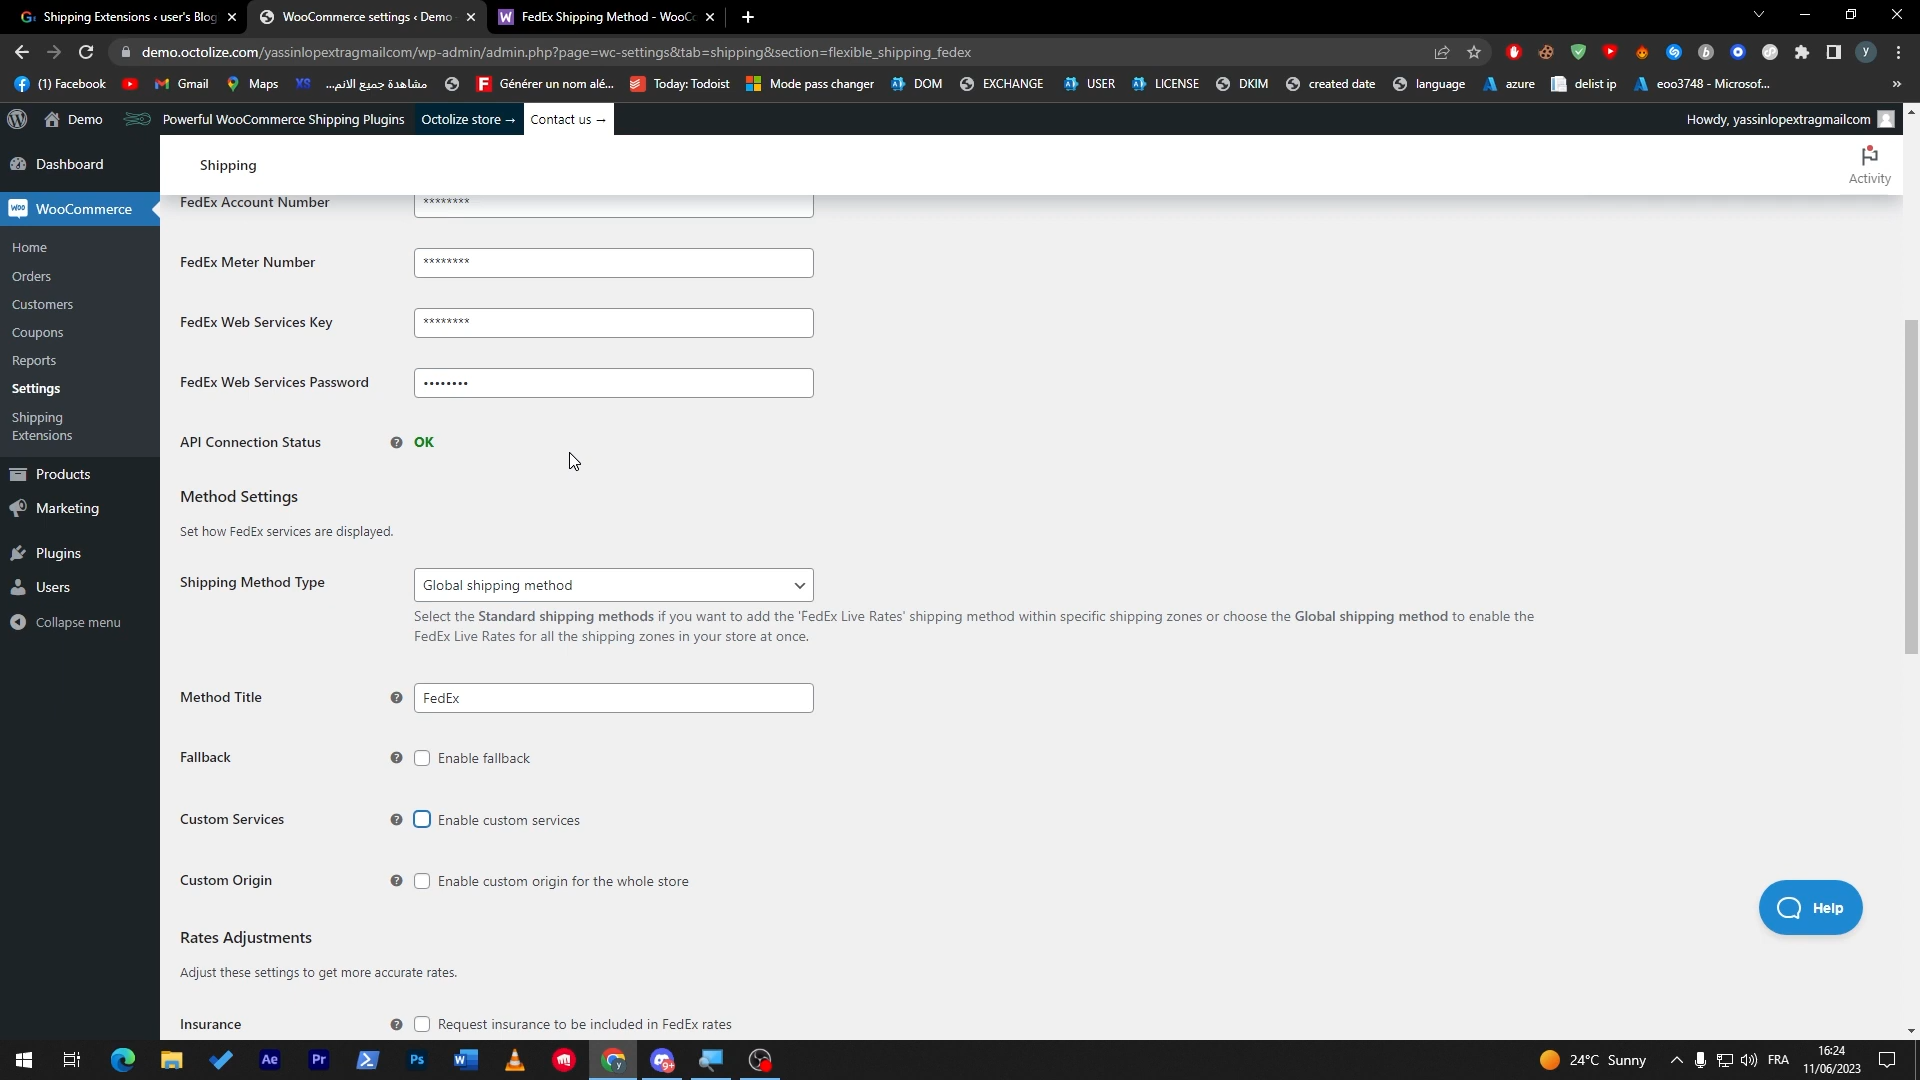 Shipping Extensions ‹ user's Blog
WooCommerce settings ‹ Demo
FedEx Shipping Method - WooC
demo.octolize.com/yassinlopextragmailcom/wp-admin/admin.php?page=wc-settings&tab=shipping&section=flexible_shipping_fedex
(1) Facebook
Gmail
Maps
مشاهدة جميع الانم...
Générer un nom alé...
Today: Todoist
Mode pass changer
DOM
EXCHANGE
USER
LICENSE
DKIM
created date
language
azure
delist ip
eoo3748 - Microsof...
»
Demo
Powerful WooCommerce Shipping Plugins
Octolize store →
Contact us →
Howdy, yassinlopextragmailcom
Dashboard
WooCommerce
Home
Orders
Customers
Coupons
Reports
Settings
Shipping
Extensions
Products
Marketing
Plugins
Users
Collapse menu
Shipping
Activity
FedEx Account Number
********
FedEx Meter Number
********
FedEx Web Services Key
********
FedEx Web Services Password
••••••••
API Connection Status
OK
Method Settings
Set how FedEx services are displayed.
Shipping Method Type
Global shipping method
Select the Standard shipping methods if you want to add the 'FedEx Live Rates' shipping method within specific shipping zones or choose the Global shipping method to enable the
FedEx Live Rates for all the shipping zones in your store at once.
Method Title
FedEx
Fallback
Enable fallback
Custom Services
Enable custom services
Custom Origin
Enable custom origin for the whole store
Rates Adjustments
Adjust these settings to get more accurate rates.
Insurance
Request insurance to be included in FedEx rates
Help
24°C Sunny
FRA
16:24
11/06/2023